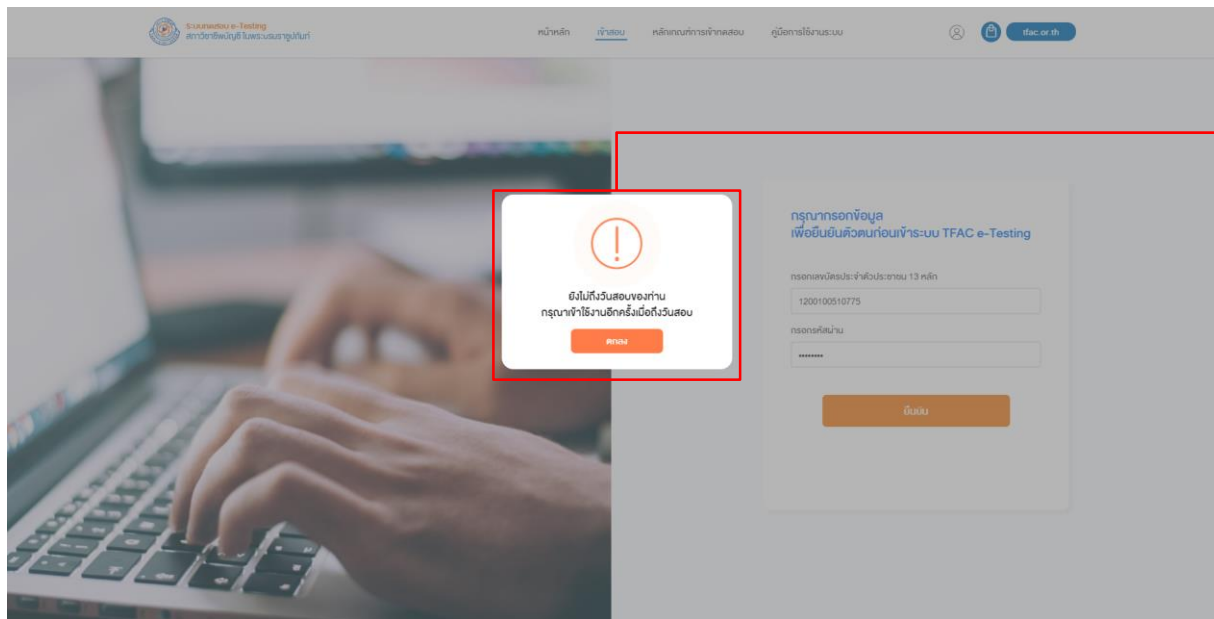 ระบบทดสอบ e-Testing
สภาวิชาชีพบัญชี ในพระบรมราชูปถัมภ์
หน้าหลัก
เข้าสอบ
หลักเกณฑ์การเข้าทดสอบ
คู่มือการใช้งานระบบ
tfac.or.th
กรุณากรอกข้อมูล
เพื่อยืนยันตัวตนก่อนเข้าระบบ TFAC e-Testing
กรอกเลขบัตรประจำตัวประชาชน 13 หลัก
1200100510775
กรอกรหัสผ่าน
••••••••
ยืนยัน
ยังไม่ถึงวันสอบของท่าน
กรุณาเข้าใช้งานอีกครั้งเมื่อถึงวันสอบ
ตกลง